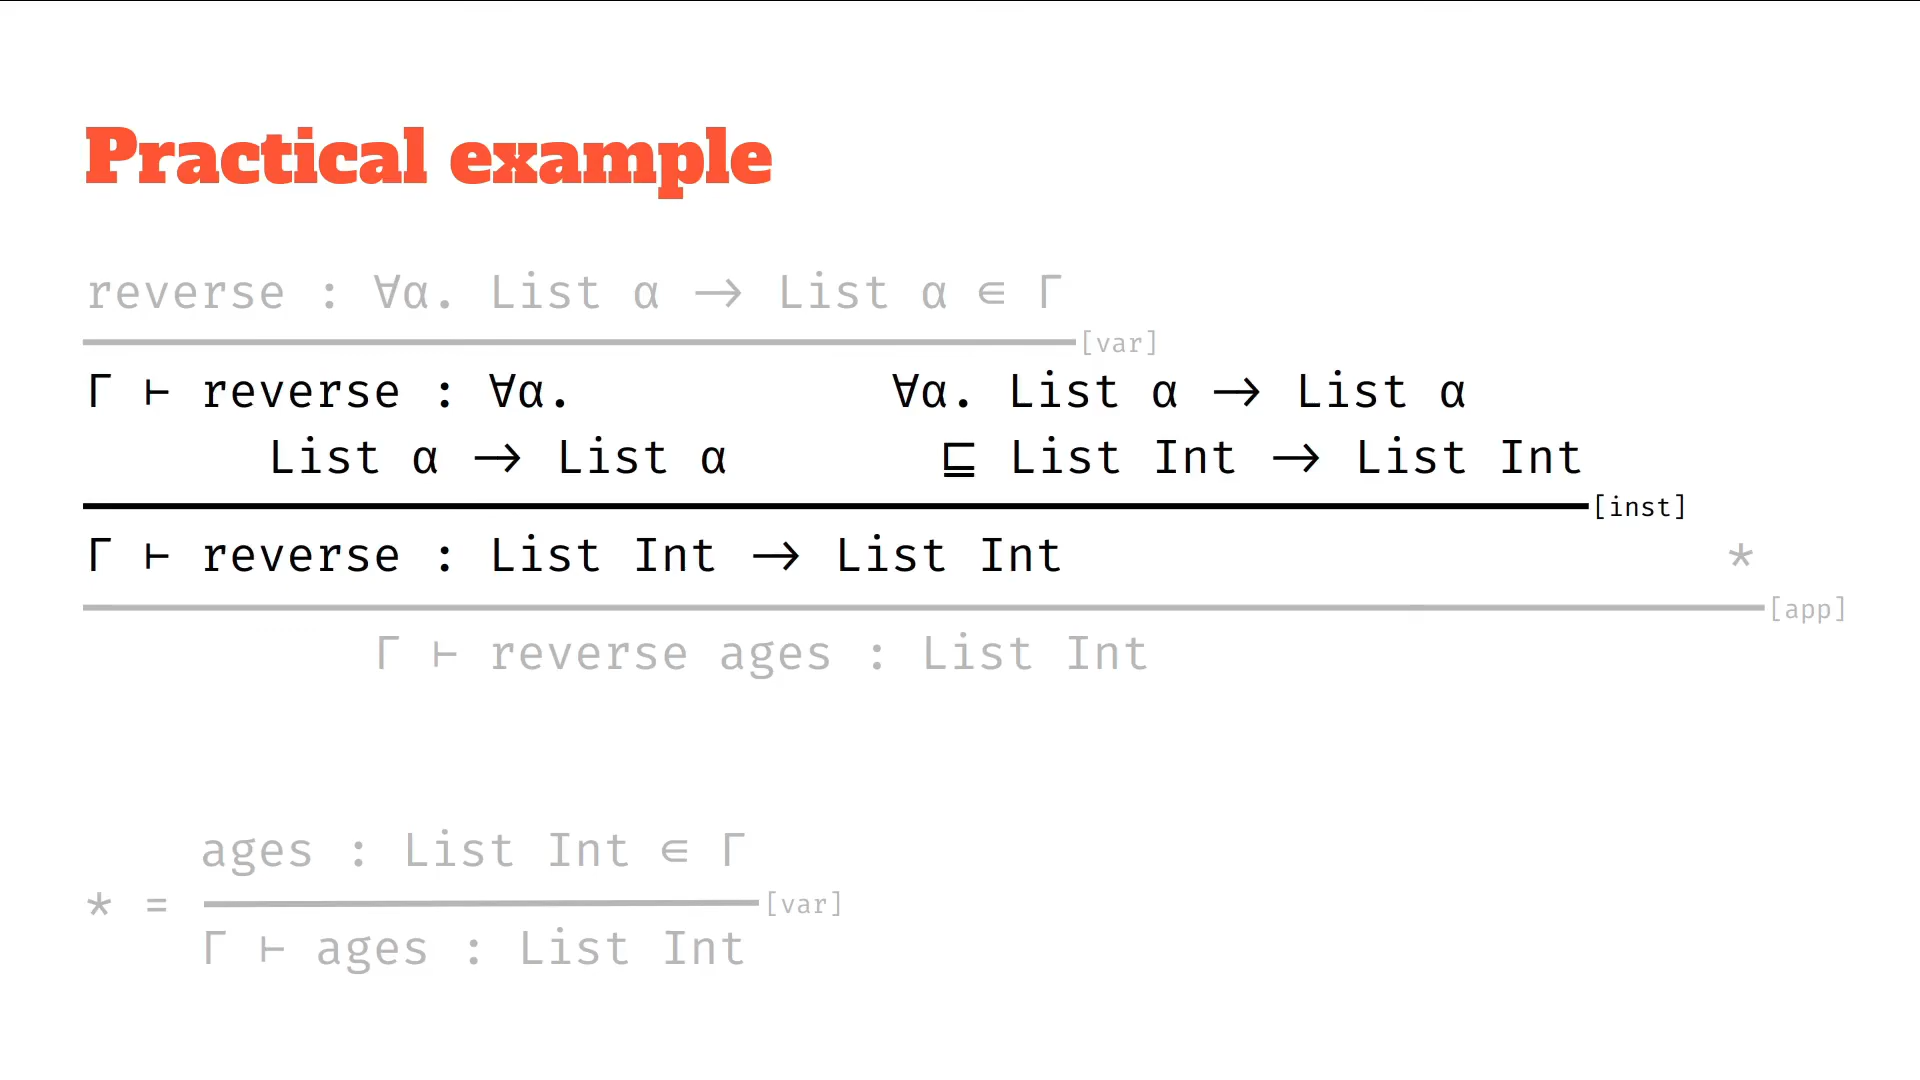 Practical example
reverse : ∀α. List α → List α ∈ Γ
[var]
Γ ⊢ reverse : ∀α. ∀α. List α → List α
List α → List α ⊑ List Int → List Int
[inst]
Γ ⊢ reverse : List Int → List Int *
[app]
Γ ⊢ reverse ages : List Int
ages : List Int ∈ Γ
* = [var]
Γ ⊢ ages : List Int